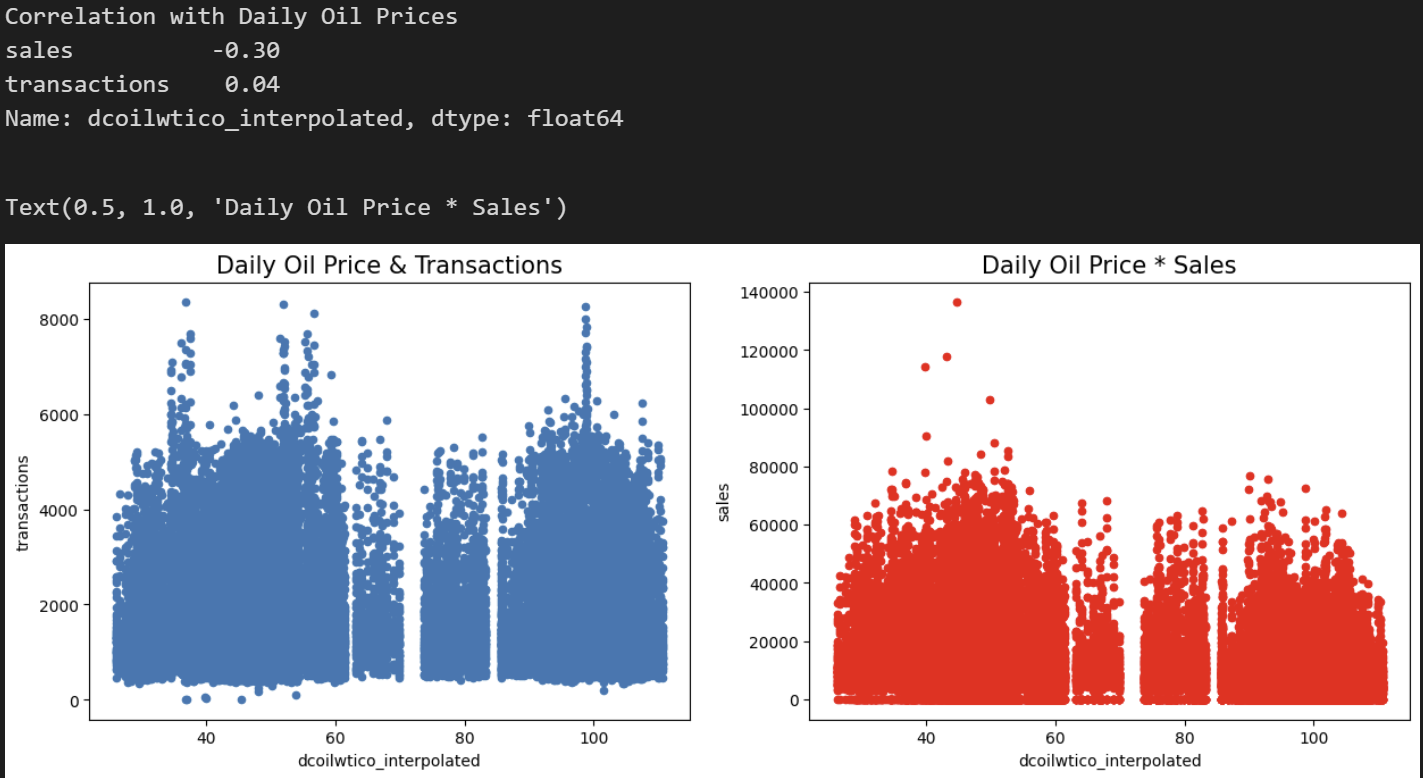 Correlation with Daily Oil Prices
sales          -0.30
transactions    0.04
Name: dcoilwtico_interpolated, dtype: float64
Text(0.5, 1.0, 'Daily Oil Price * Sales')
Daily Oil Price & Transactions
8000
6000
4000
2000
0
transactions
40 60 80 100
dcoilwtico_interpolated
Daily Oil Price * Sales
140000
120000
100000
80000
60000
40000
20000
0
sales
40 60 80 100
dcoilwtico_interpolated